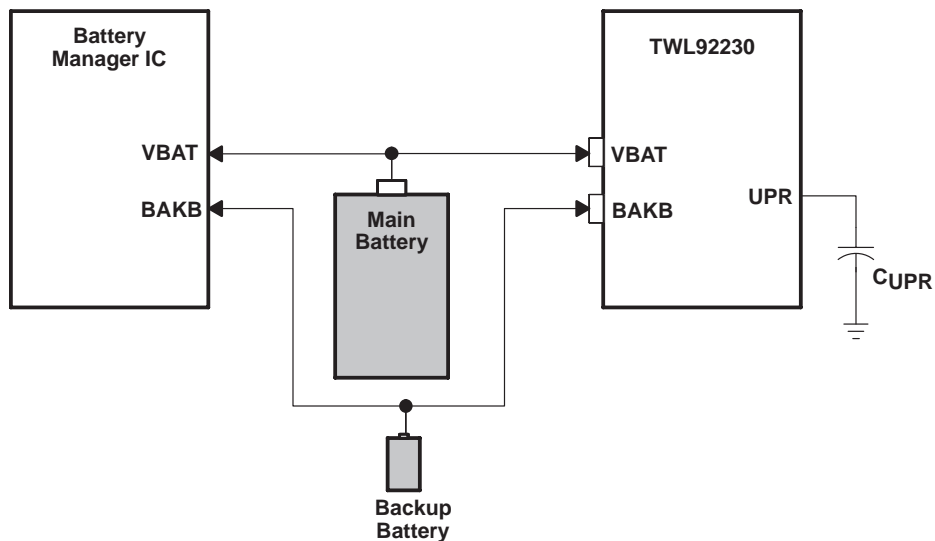 Battery
Manager IC
VBAT
BAKB
Main
Battery
Backup
Battery
TWL92230
VBAT
BAKB
UPR
CUPR